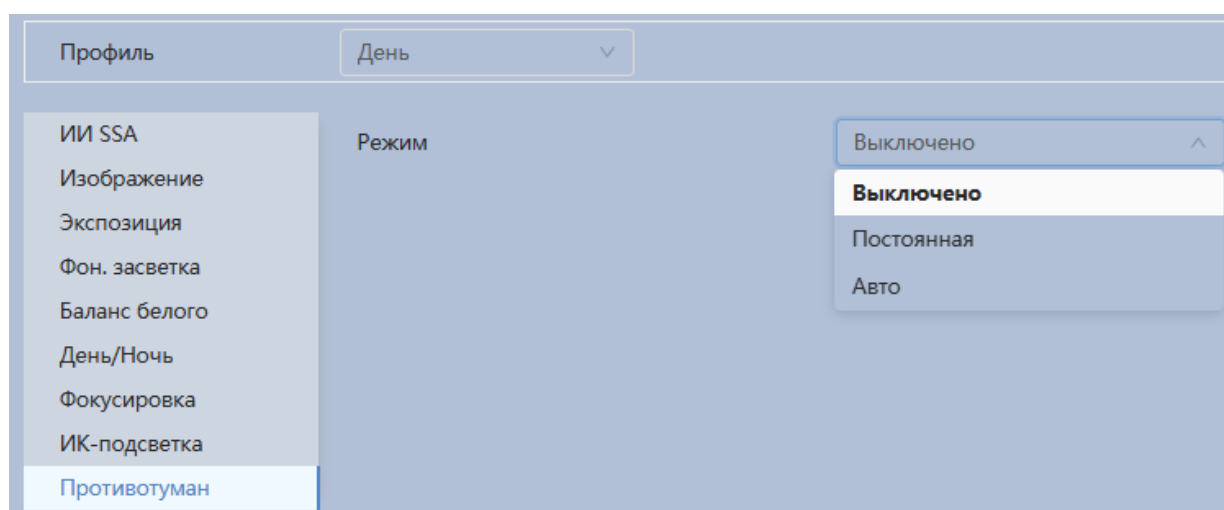 Профиль День
ИИ SSA
Режим Выключено
Изображение
Выключено
Экспозиция
Постоянная
Фон. засветка
Авто
Баланс белого
День/Ночь
Фокусировка
ИК-подсветка
Противотуман